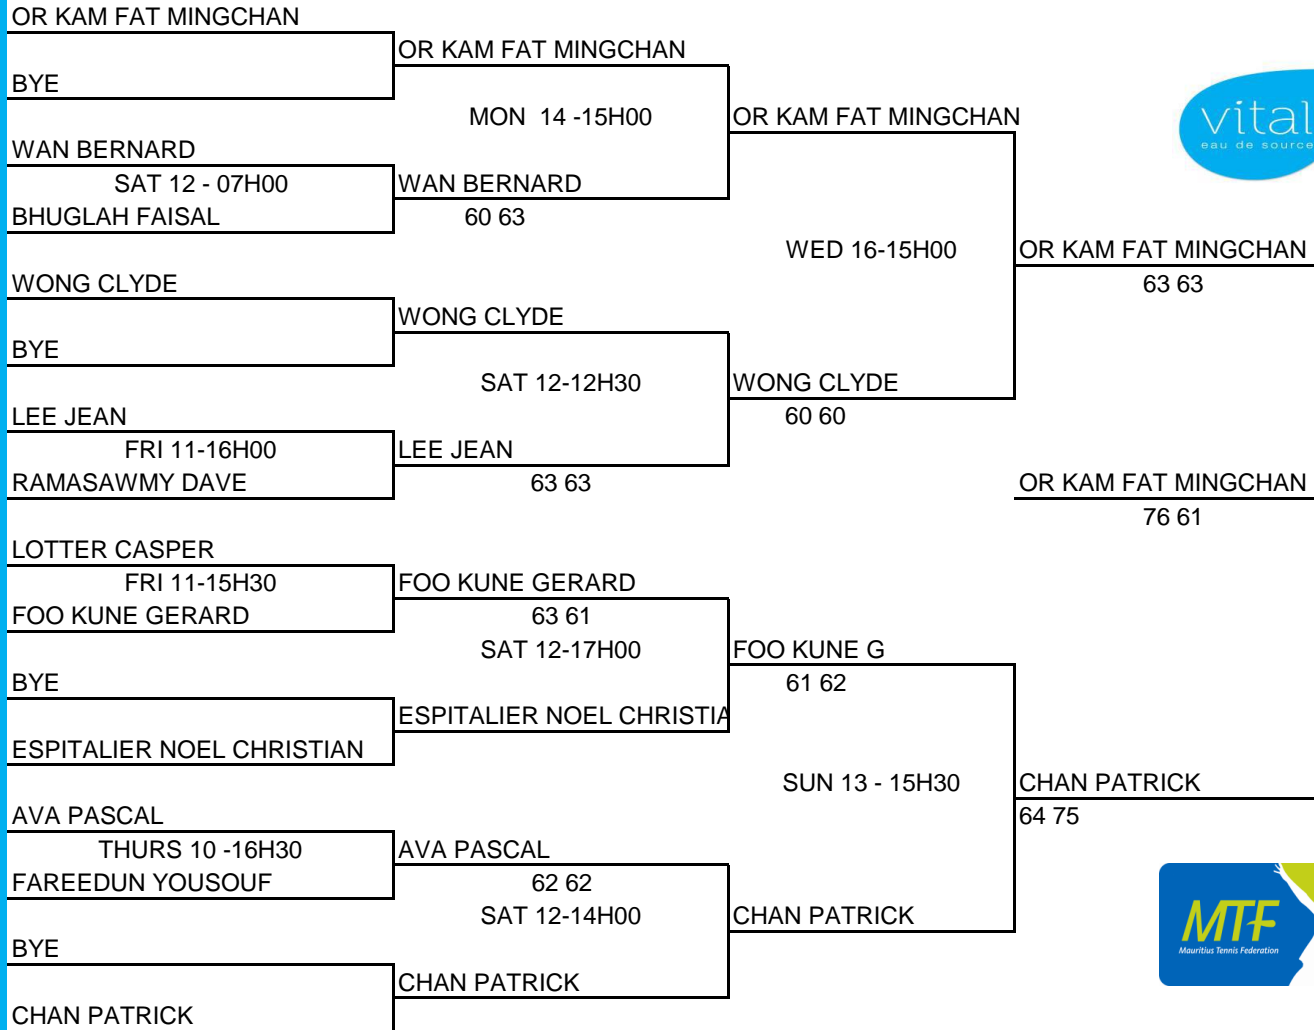 OR KAM FAT MINGCHAN
OR KAM FAT MINGCHAN
BYE
MON 14 -15H00
OR KAM FAT MINGCHAN
vital
eau de source
WAN BERNARD
SAT 12 - 07H00
WAN BERNARD
BHUGLAH FAISAL
60 63
WED 16-15H00
OR KAM FAT MINGCHAN
WONG CLYDE
63 63
WONG CLYDE
BYE
SAT 12-12H30
WONG CLYDE
LEE JEAN
60 60
FRI 11-16H00
LEE JEAN
RAMASAWMY DAVE
63 63
OR KAM FAT MINGCHAN
76 61
LOTTER CASPER
FRI 11-15H30
FOO KUNE GERARD
FOO KUNE GERARD
63 61
SAT 12-17H00
FOO KUNE G
BYE
61 62
ESPITALIER NOEL CHRISTIA
ESPITALIER NOEL CHRISTIAN
SUN 13 - 15H30
CHAN PATRICK
AVA PASCAL
64 75
THURS 10 -16H30
AVA PASCAL
FAREEDUN YOUSOUF
62 62
SAT 12-14H00
CHAN PATRICK
MTF
Mauritius Tennis Federation
BYE
CHAN PATRICK
CHAN PATRICK